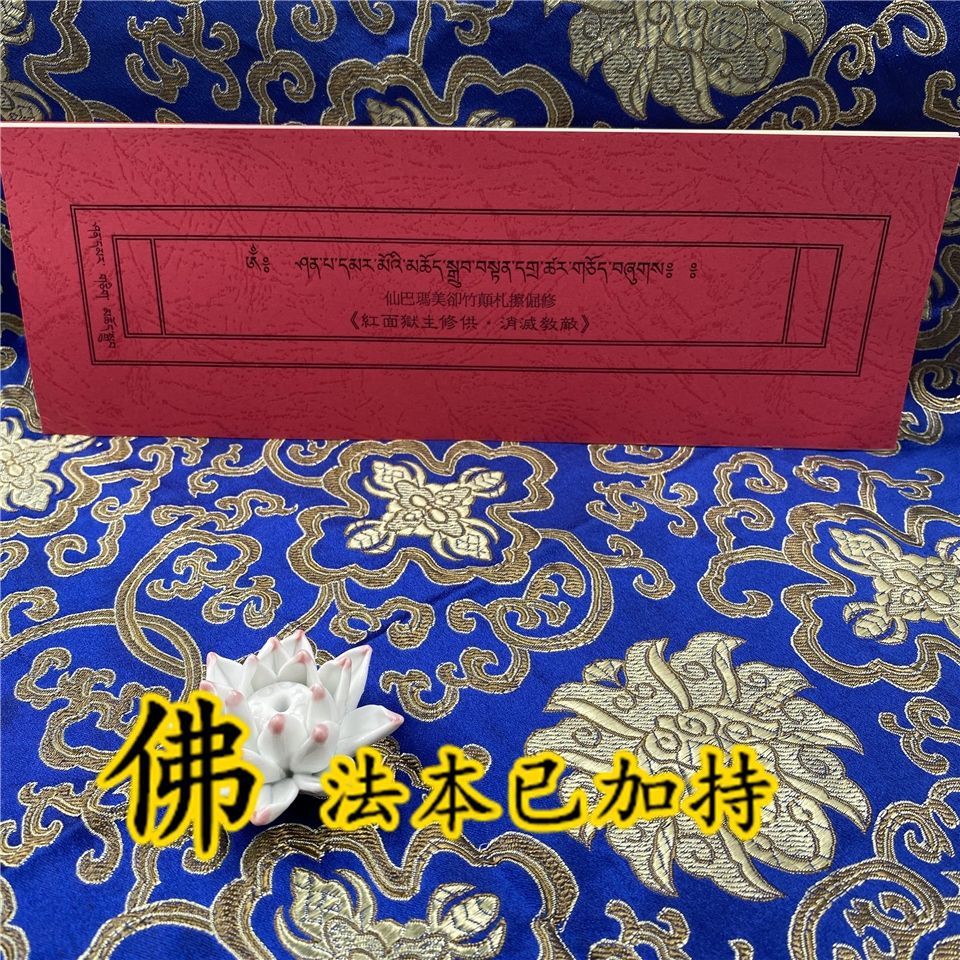 ༀ༔ ཤན་པ་དམར་མོའི་མཆོད་སྒྲུབ་བསྟན་དགྲ་ཚར་གཅོད་བཞུགས༔ ༔
仙巴瑪美卻竹顛札擦倔修
《紅面獄主修供·消滅教敵》
佛 法本已加持